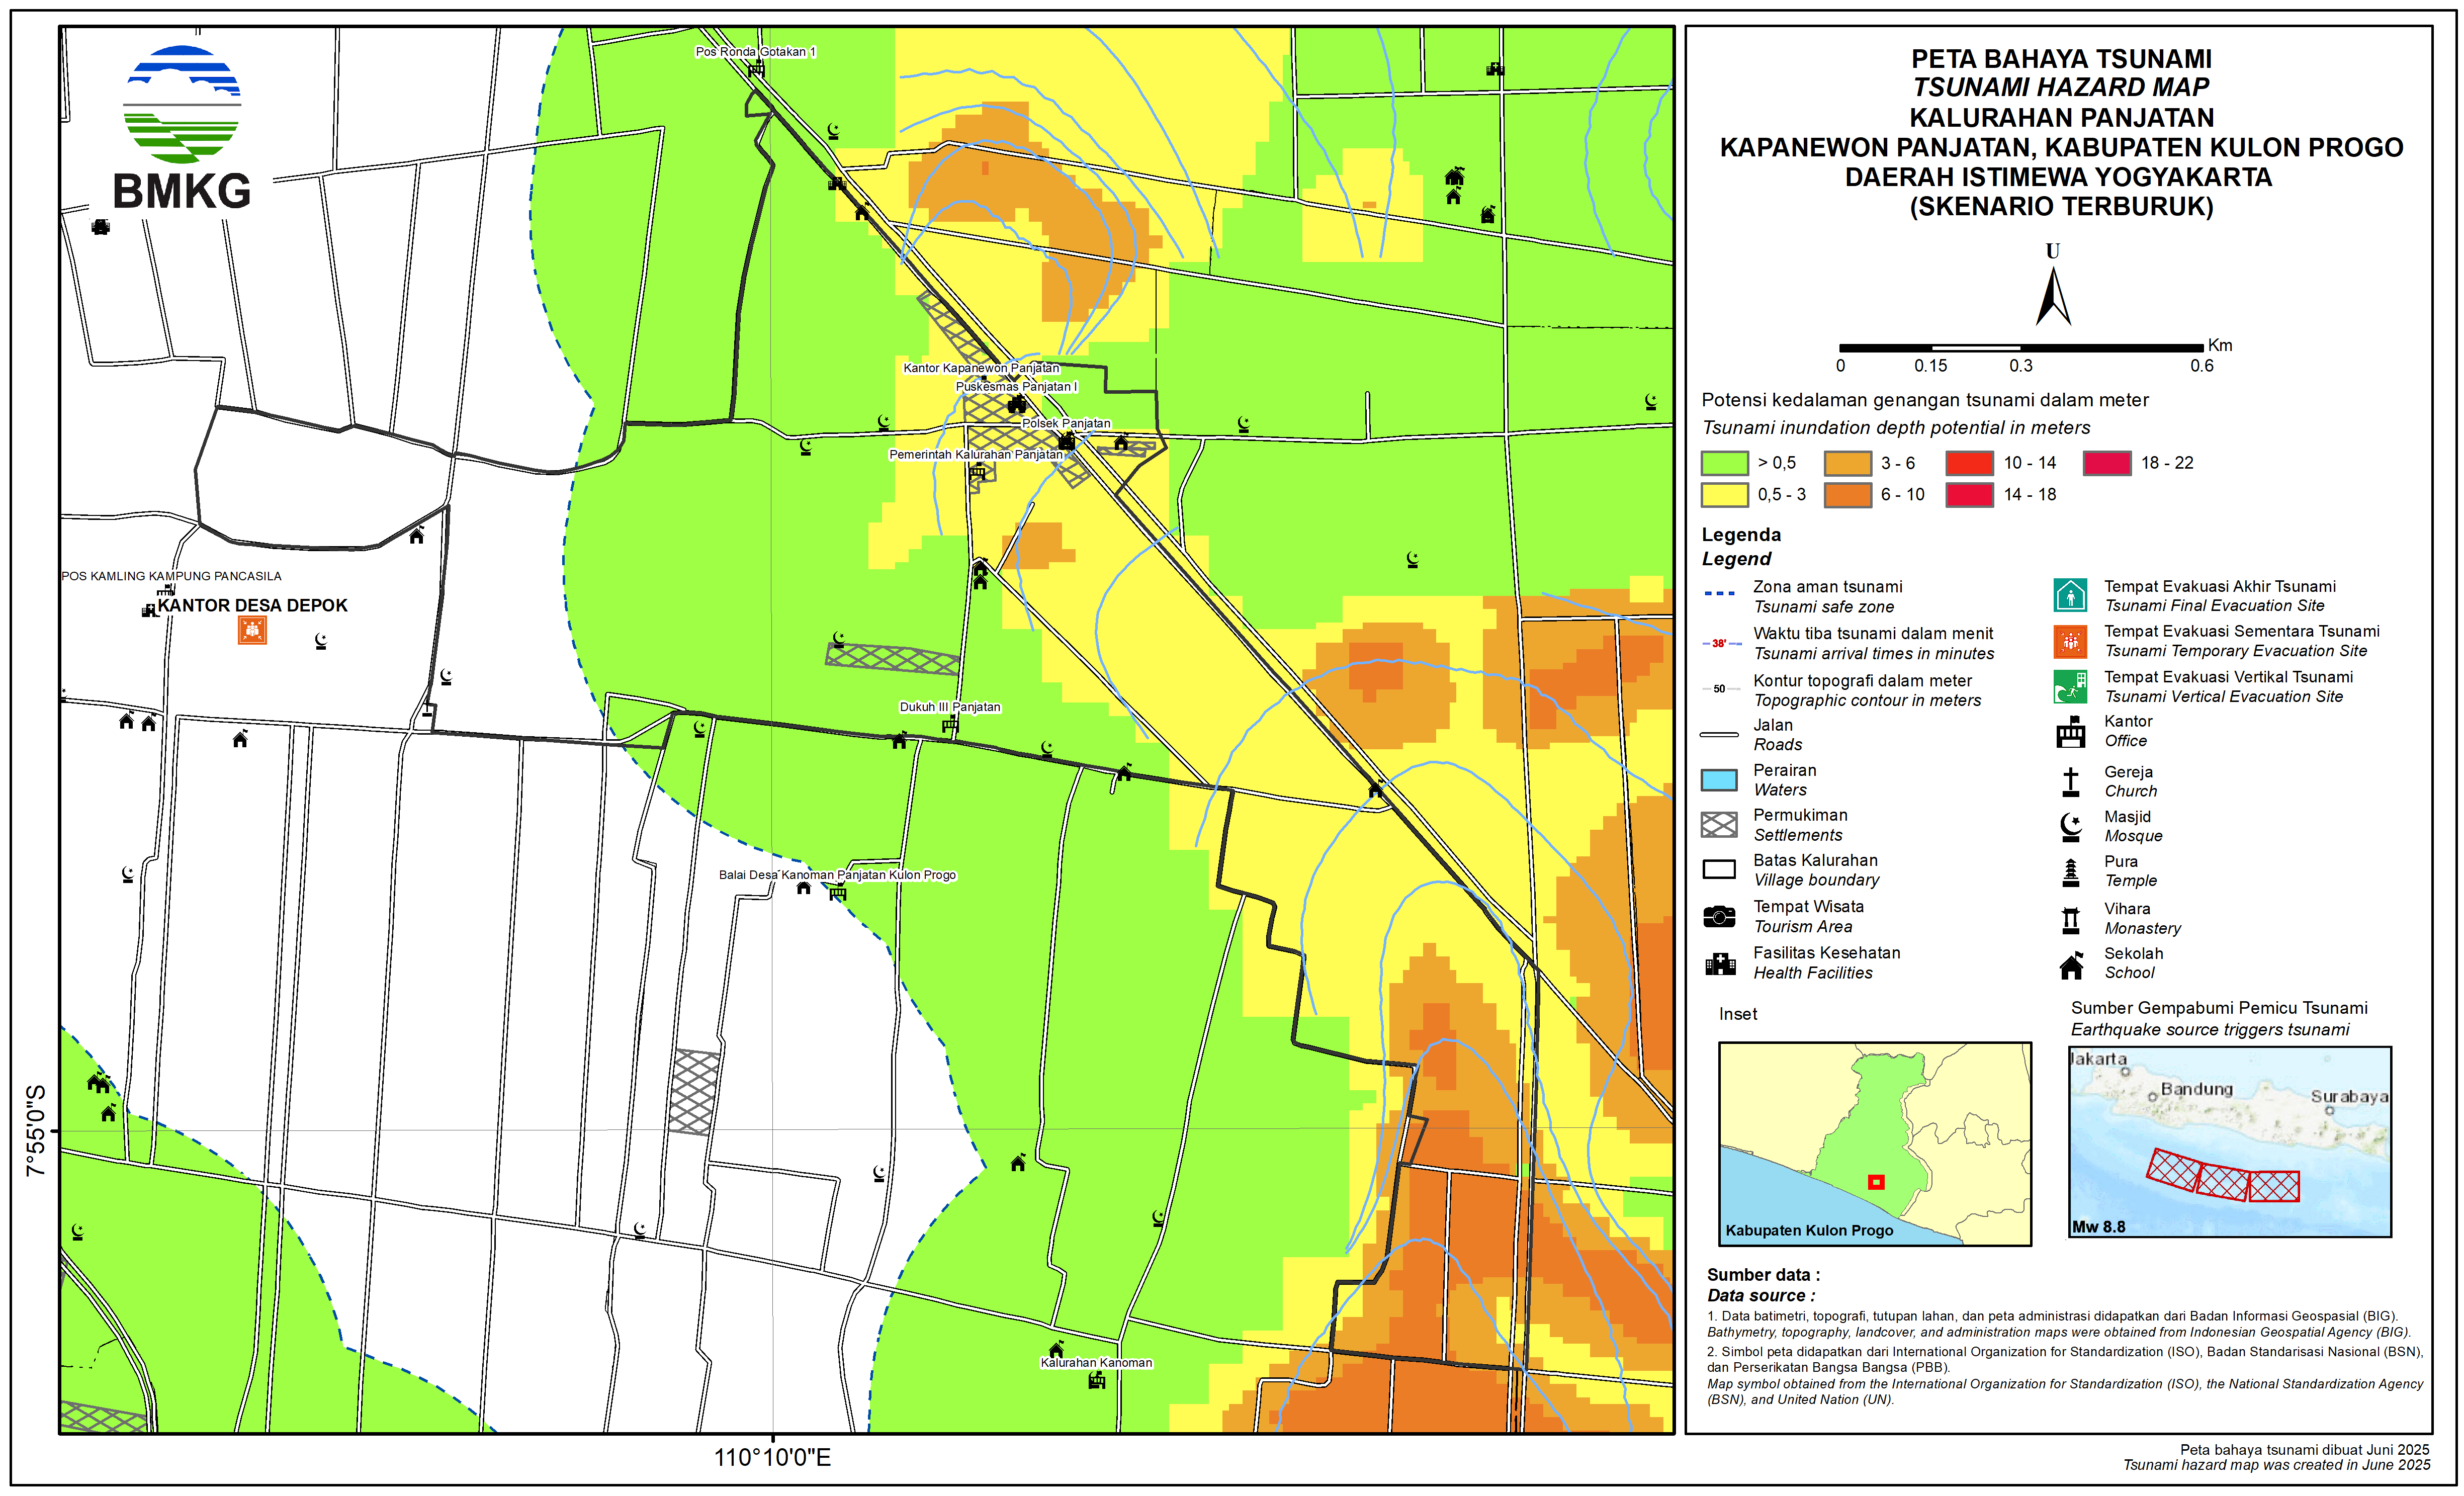 BMKG
Pos Ronda Gotakan 1
Kantor Kapanewon Panjatan
Puskesmas Panjatan I
Polsek Panjatan
Pemerintah Kalurahan Panjatan
POS KAMLING KAMPUNG PANCASILA
KANTOR DESA DEPOK
Dukuh III Panjatan
Balai Desa Kanoman Panjatan Kulon Progo
Kalurahan Kanoman
7°55'0"S
110°10'0"E
PETA BAHAYA TSUNAMI
TSUNAMI HAZARD MAP
KALURAHAN PANJATAN
KAPANEWON PANJATAN, KABUPATEN KULON PROGO
DAERAH ISTIMEWA YOGYAKARTA
(SKENARIO TERBURUK)
U
Km
0 0.15 0.3 0.6
Potensi kedalaman genangan tsunami dalam meter
Tsunami inundation depth potential in meters
> 0,5 3 - 6 10 - 14 18 - 22
0,5 - 3 6 - 10 14 - 18
Legenda
Legend
Zona aman tsunami
Tsunami safe zone
38'
Waktu tiba tsunami dalam menit
Tsunami arrival times in minutes
50
Kontur topografi dalam meter
Topographic contour in meters
Jalan
Roads
Perairan
Waters
Permukiman
Settlements
Batas Kalurahan
Village boundary
Tempat Wisata
Tourism Area
Fasilitas Kesehatan
Health Facilities
Tempat Evakuasi Akhir Tsunami
Tsunami Final Evacuation Site
Tempat Evakuasi Sementara Tsunami
Tsunami Temporary Evacuation Site
Tempat Evakuasi Vertikal Tsunami
Tsunami Vertical Evacuation Site
Kantor
Office
Gereja
Church
Masjid
Mosque
Pura
Temple
Vihara
Monastery
Sekolah
School
Inset
Kabupaten Kulon Progo
Sumber Gempabumi Pemicu Tsunami
Earthquake source triggers tsunami
Jakarta
Bandung
Surabaya
Mw 8.8
Sumber data :
Data source :
1. Data batimetri, topografi, tutupan lahan, dan peta administrasi didapatkan dari Badan Informasi Geospasial (BIG).
Bathymetry, topography, landcover, and administration maps were obtained from Indonesian Geospatial Agency (BIG).
2. Simbol peta didapatkan dari International Organization for Standardization (ISO), Badan Standarisasi Nasional (BSN),
dan Perserikatan Bangsa Bangsa (PBB).
Map symbol obtained from the International Organization for Standardization (ISO), the National Standardization Agency
(BSN), and United Nation (UN).
Peta bahaya tsunami dibuat Juni 2025
Tsunami hazard map was created in June 2025